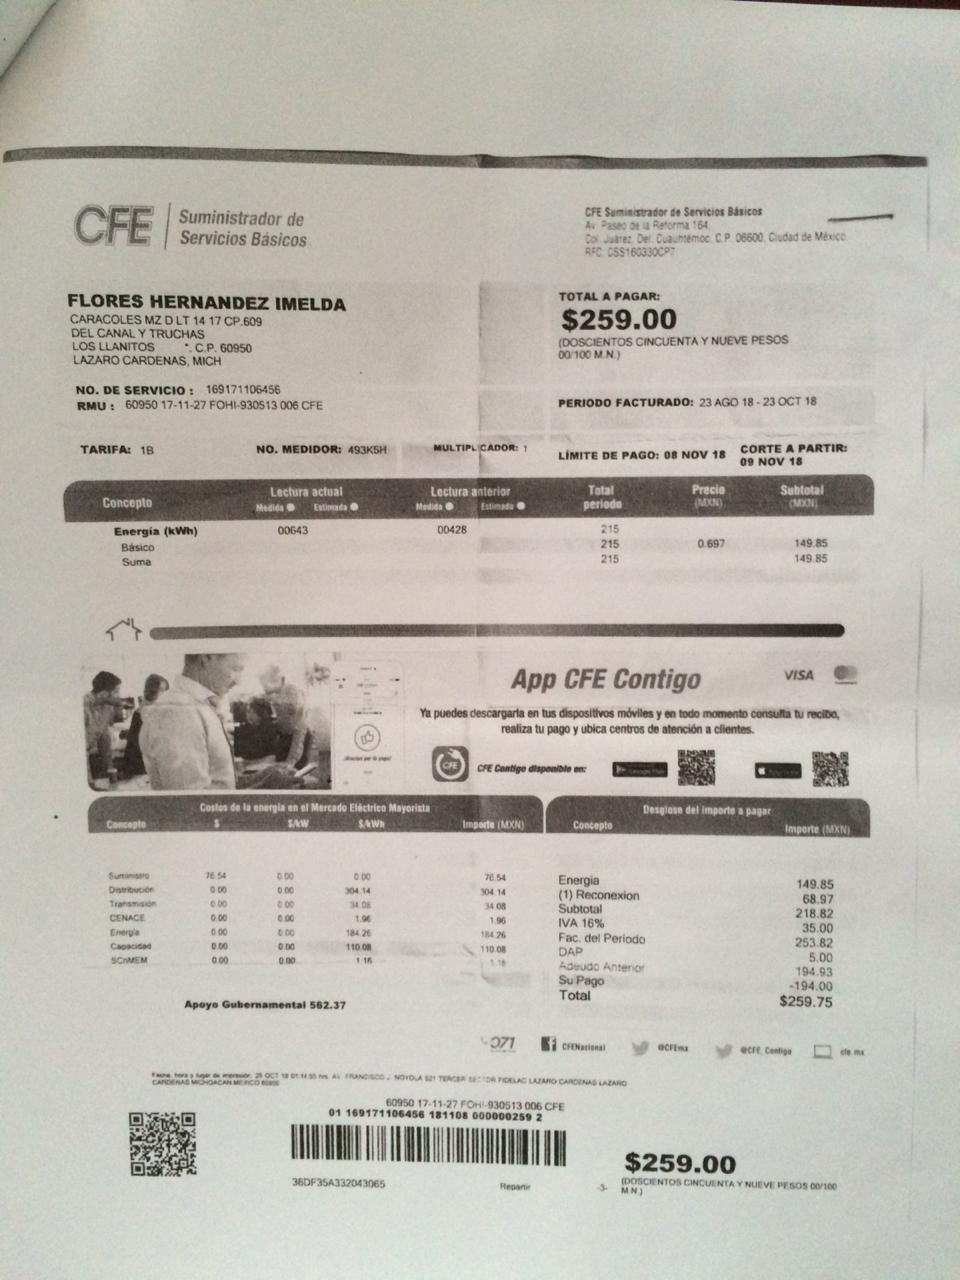 CFE Suministrador de
Servicios Básicos
CFE Suministrador de Servicios Básicos
Av. Paseo de la Reforma 164,
Col. Juárez, Del. Cuauhtémoc, C.P. 06600, Ciudad de México.
RFC: CSS160330CP7
FLORES HERNANDEZ IMELDA
CARACOLES MZ D LT 14 17 CP.609
DEL CANAL Y TRUCHAS
LOS LLANITOS *. C.P. 60950
LAZARO CARDENAS, MICH
TOTAL A PAGAR:
$259.00
(DOSCIENTOS CINCUENTA Y NUEVE PESOS
00/100 M.N.)
NO. DE SERVICIO : 169171106456
RMU : 60950 17-11-27 FOHI-930513 006 CFE
PERIODO FACTURADO: 23 AGO 18 - 23 OCT 18
TARIFA: 1B NO. MEDIDOR: 493K5H MULTIPLICADOR: 1
LÍMITE DE PAGO: 08 NOV 18 CORTE A PARTIR:
09 NOV 18
Concepto Lectura actual Lectura anterior Total periodo Precio (MXN) Subtotal (MXN)
Medida Estimada Medida Estimada
Energía (kWh) 00643 00428 215
Básico 215 0.697 149.85
Suma 215 149.85
App CFE Contigo
VISA
Ya puedes descargarla en tus dispositivos móviles y en todo momento consulta tu recibo,
realiza tu pago y ubica centros de atención a clientes.
CFE
CFE Contigo disponible en:
Costos de la energía en el Mercado Eléctrico Mayorista
Concepto $ $/kW $/kWh Importe (MXN)
Suministro 76.54 0.00 0.00 76.54
Distribución 0.00 0.00 304.14 304.14
Transmisión 0.00 0.00 34.08 34.08
CENACE 0.00 0.00 1.96 1.96
Energía 0.00 0.00 184.26 184.26
Capacidad 0.00 0.00 110.08 110.08
SCnMEM 0.00 0.00 1.16 1.16
Apoyo Gubernamental 562.37
Desglose del importe a pagar
Concepto Importe (MXN)
Energia 149.85
(1) Reconexion 68.97
Subtotal 218.82
IVA 16% 35.00
Fac. del Periodo 253.82
DAP 5.00
Adeudo Anterior 194.93
Su Pago -194.00
Total $259.75
071 CFENacional @CFEmx @CFE_Contigo cfe.mx
Fecha, hora y lugar de impresión: 25 OCT 18 AV. FRANCISCO J. NOYOLA 521 TERCER SECTOR FIDELAC LAZARO CARDENAS LAZARO
CARDENAS MICHOACAN MEXICO 60950
60950 17-11-27 FOHI-930513 006 CFE
01 169171106456 181108 000000259 2
36DF35A332043065
Repartir
-3-
$259.00
(DOSCIENTOS CINCUENTA Y NUEVE PESOS 00/100
M.N.)